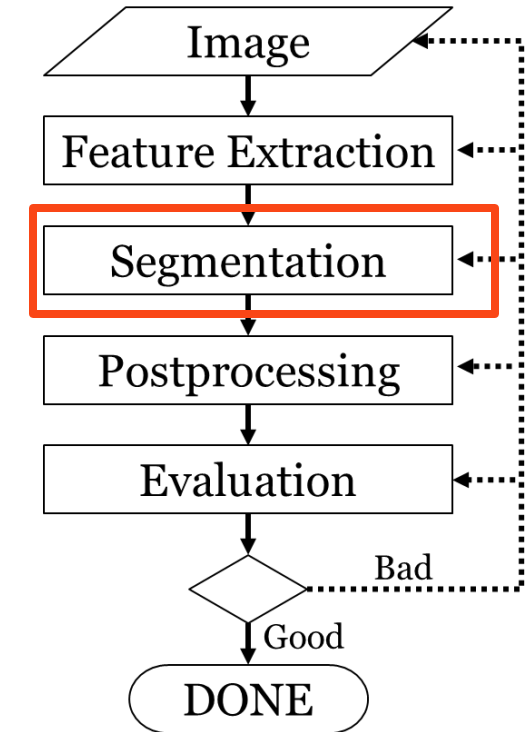 Image
Feature Extraction
Segmentation
Postprocessing
Evaluation
Bad
Good
DONE